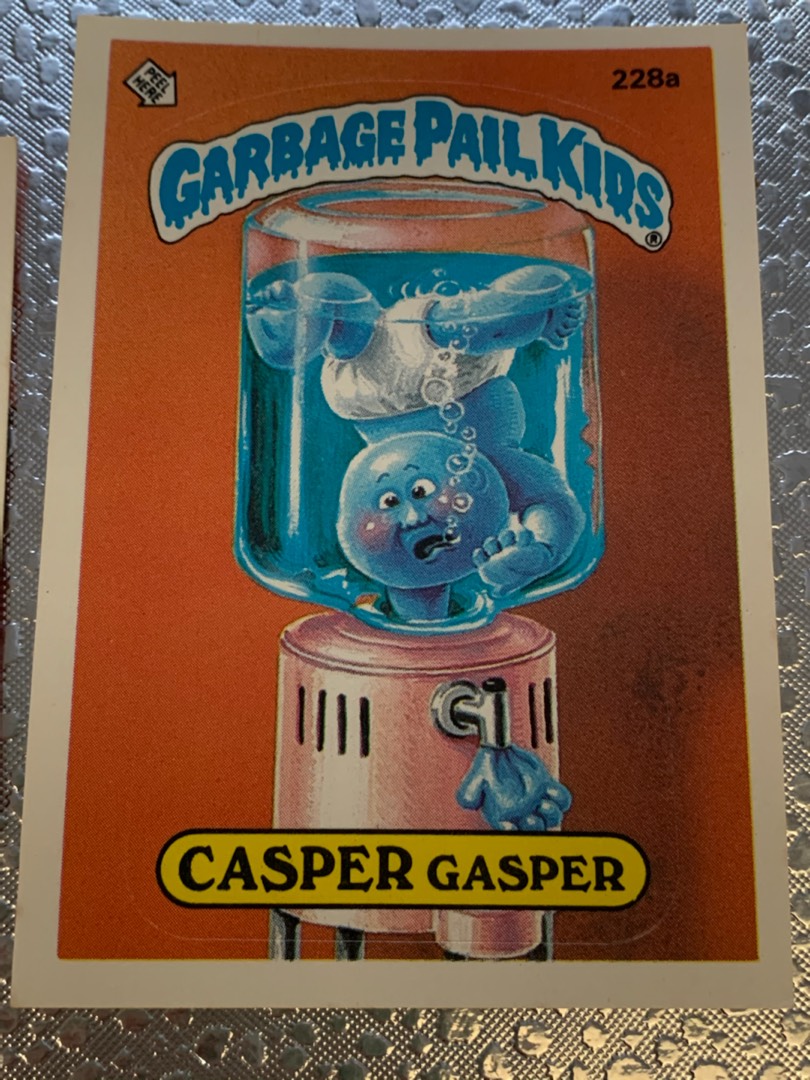 PEEL HERE
228a
GARBAGE PAIL KIDS®
CASPER GASPER